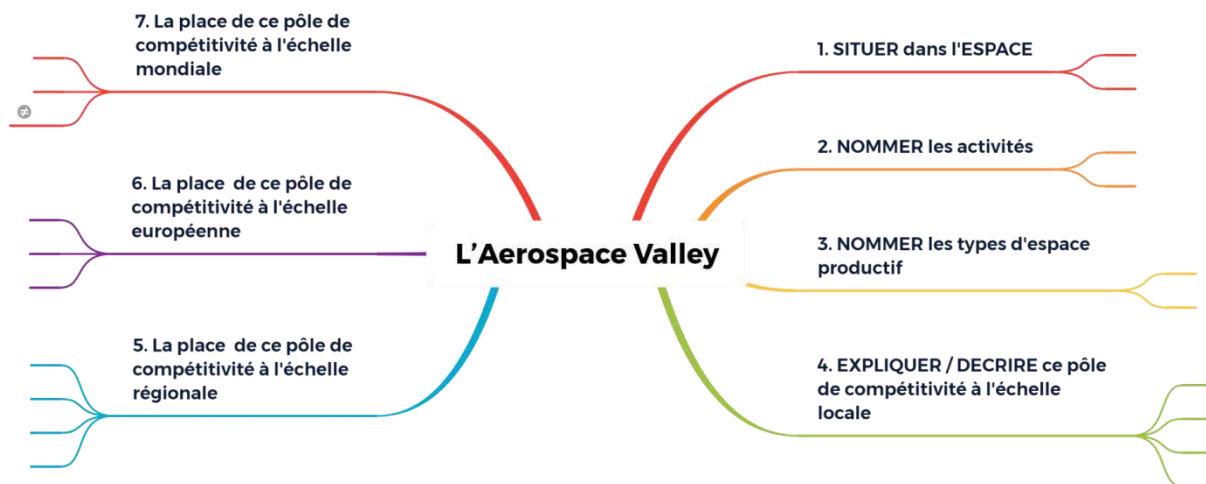 L'Aerospace Valley
1. SITUER dans l'ESPACE
2. NOMMER les activités
3. NOMMER les types d'espace
productif
4. EXPLIQUER / DECRIRE ce pôle
de compétitivité à l'échelle
locale
5. La place de ce pôle de
compétitivité à l'échelle
régionale
6. La place de ce pôle de
compétitivité à l'échelle
européenne
7. La place de ce pôle de
compétitivité à l'échelle
mondiale
≠